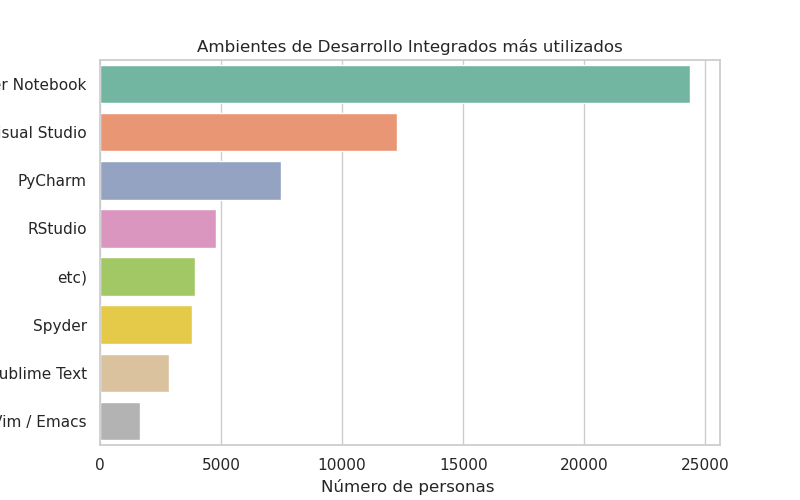 Ambientes de Desarrollo Integrados más utilizados
er Notebook
isual Studio
PyCharm
RStudio
etc)
Spyder
ublime Text
Vim / Emacs
0 5000 10000 15000 20000 25000
Número de personas